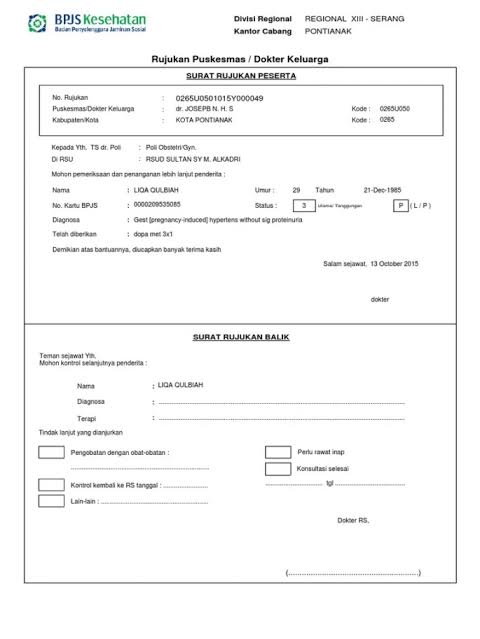 BPJS Kesehatan
Badan Penyelenggara Jaminan Sosial
Divisi Regional REGIONAL XIII - SERANG
Kantor Cabang PONTIANAK
Rujukan Puskesmas / Dokter Keluarga
SURAT RUJUKAN PESERTA
No. Rujukan : 0265U0501015Y000049
Puskesmas/Dokter Keluarga : dr. JOSEPB N. H. S Kode : 0265U050
Kabupaten/Kota : KOTA PONTIANAK Kode : 0265
Kepada Yth. TS dr. Poli : Poli Obstetri/Gyn.
Di RSU : RSUD SULTAN SY M. ALKADRI
Mohon pemeriksaan dan penanganan lebih lanjut penderita :
Nama : LIQA QULBIAH Umur : 29 Tahun 21-Dec-1985
No. Kartu BPJS : 0000209535085 Status : 3 Utama/ Tanggungan P ( L / P )
Diagnosa : Gest [pregnancy-induced] hypertens without sig proteinuria
Telah diberikan : dopa met 3x1
Demikian atas bantuannya, diucapkan banyak terima kasih
Salam sejawat, 13 October 2015
dokter
SURAT RUJUKAN BALIK
Teman sejawat Yth.
Mohon kontrol selanjutnya penderita :
Nama : LIQA QULBIAH
Diagnosa : ....................................................................................
Terapi : ....................................................................................
Tindak lanjut yang dianjurkan
Pengobatan dengan obat-obatan : Perlu rawat inap
................................................ Konsultasi selesai
Kontrol kembali ke RS tanggal : ....................... ............................ tgl ...................................
Lain-lain : .....................................................
Dokter RS,
(............................................................)